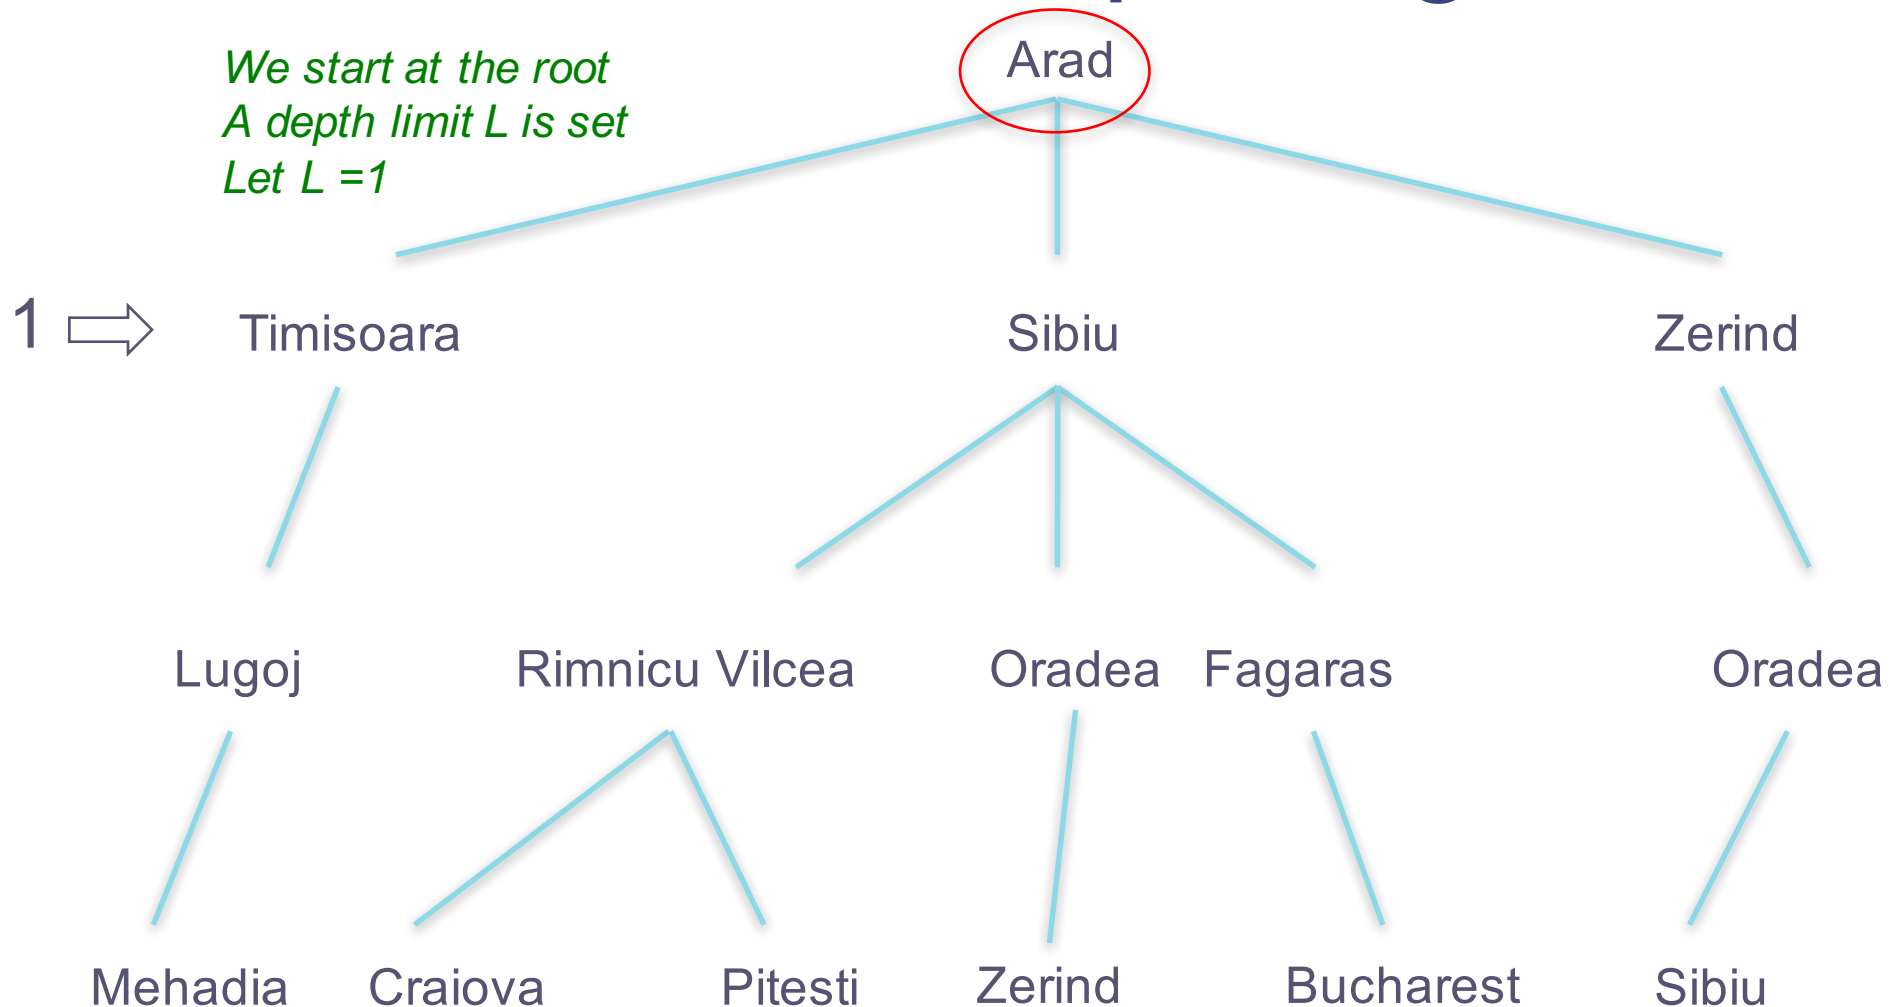 We start at the root
A depth limit L is set
Let L =1
Arad
1
Timisoara
Sibiu
Zerind
Lugoj
Rimnicu Vilcea
Oradea
Fagaras
Oradea
Mehadia
Craiova
Pitesti
Zerind
Bucharest
Sibiu